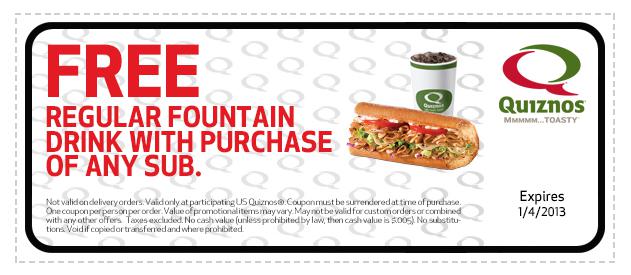 FREE
REGULAR FOUNTAIN
DRINK WITH PURCHASE
OF ANY SUB.
Quiznos
Quiznos®
Mmmmm...Toasty™
Not valid on delivery orders. Valid only at participating US Quiznos®. Coupon must be surrendered at time of purchase.
One coupon per person per order. Value of promotional items may vary. May not be valid for custom orders or combined
with any other offers. Taxes excluded. No cash value (unless prohibited by law, then cash value is $.005). No substitu-
tions. Void if copied or transferred and where prohibited.
Expires
1/4/2013